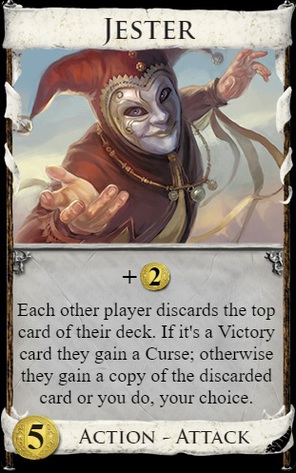 JESTER
+2
Each other player discards the top
card of their deck. If it's a Victory
card they gain a Curse; otherwise
they gain a copy of the discarded
card or you do, your choice.
5 ACTION - ATTACK